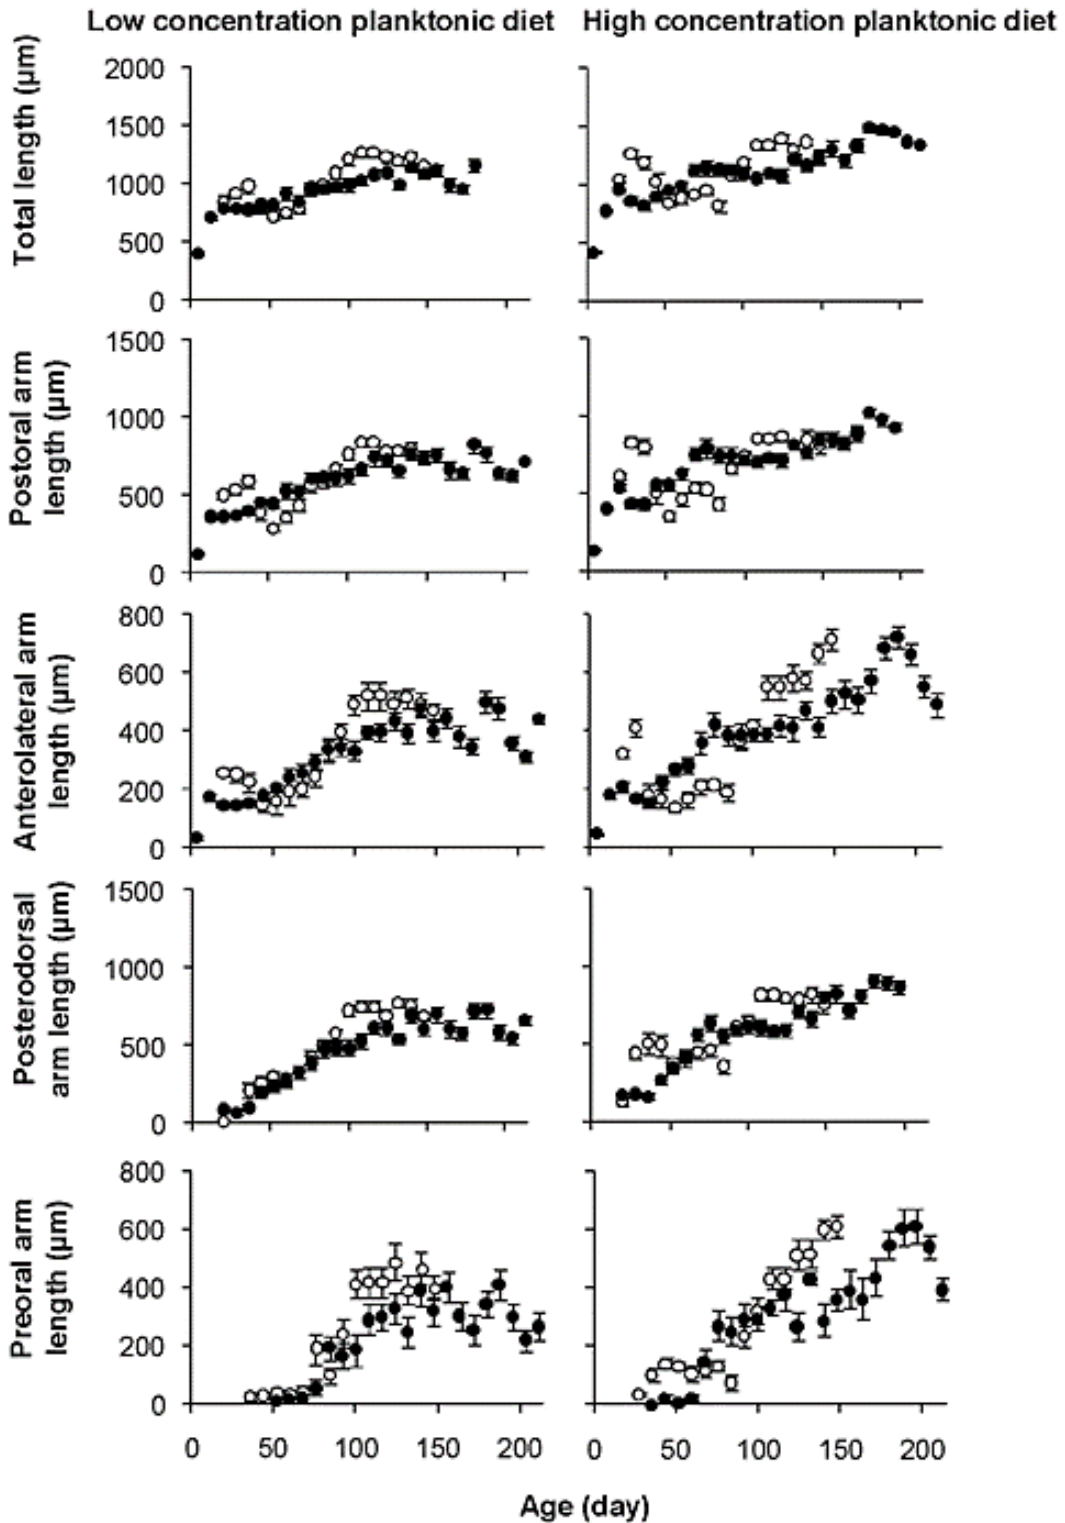 Low concentration planktonic diet
High concentration planktonic diet
Total length (µm)
2000
1500
1000
500
0
Postoral arm
length (µm)
1500
1000
500
0
Anterolateral arm
length (µm)
800
600
400
200
0
Posterodorsal
arm length (µm)
1500
1000
500
0
Preoral arm
length (µm)
800
600
400
200
0
0 50 100 150 200
0 50 100 150 200
Age (day)